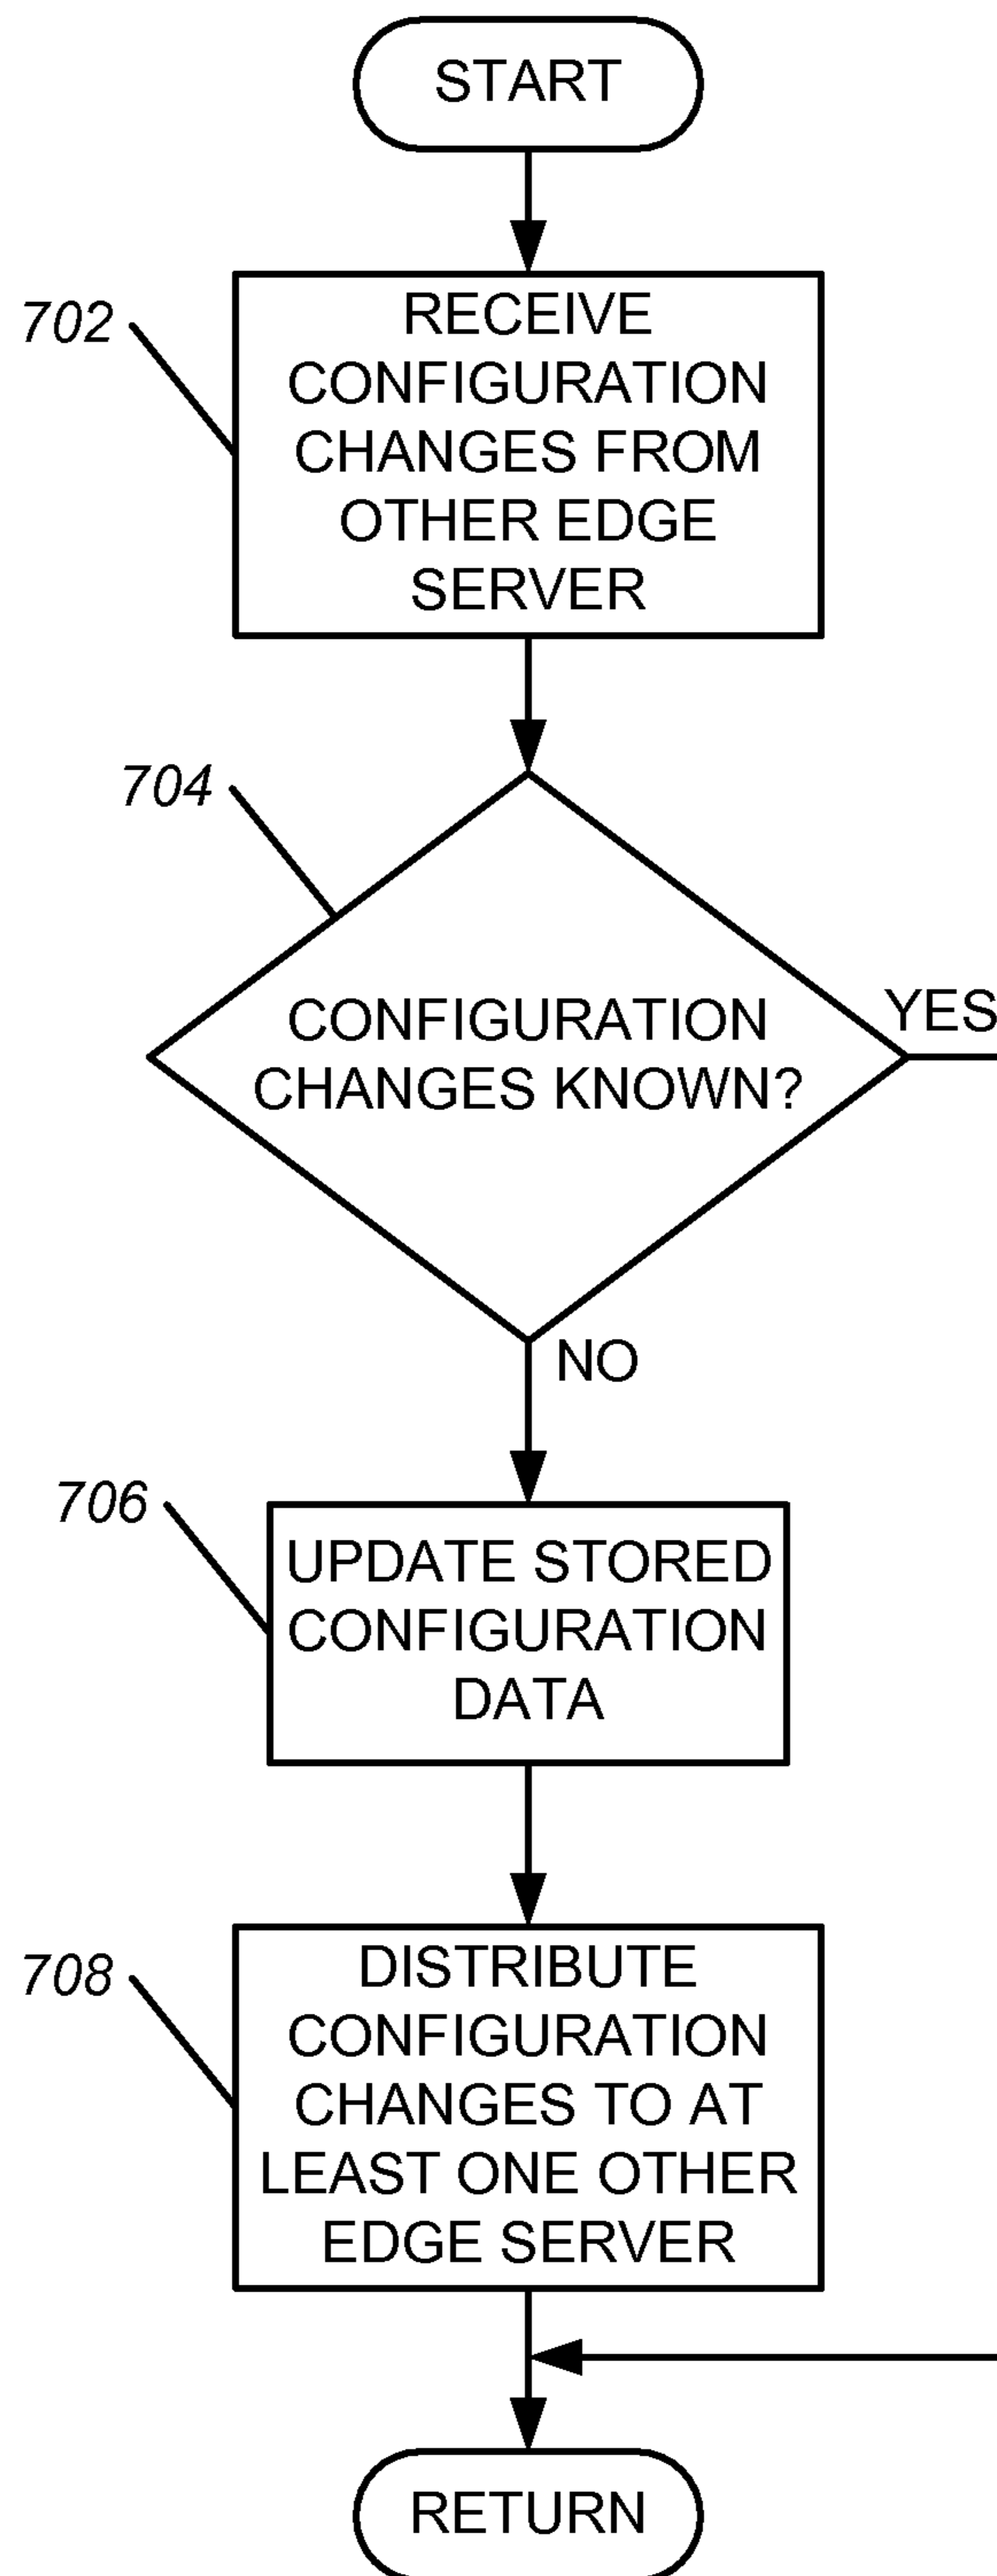 START
702
RECEIVE
CONFIGURATION
CHANGES FROM
OTHER EDGE
SERVER
704
CONFIGURATION
CHANGES KNOWN?
YES
NO
706
UPDATE STORED
CONFIGURATION
DATA
708
DISTRIBUTE
CONFIGURATION
CHANGES TO AT
LEAST ONE OTHER
EDGE SERVER
RETURN